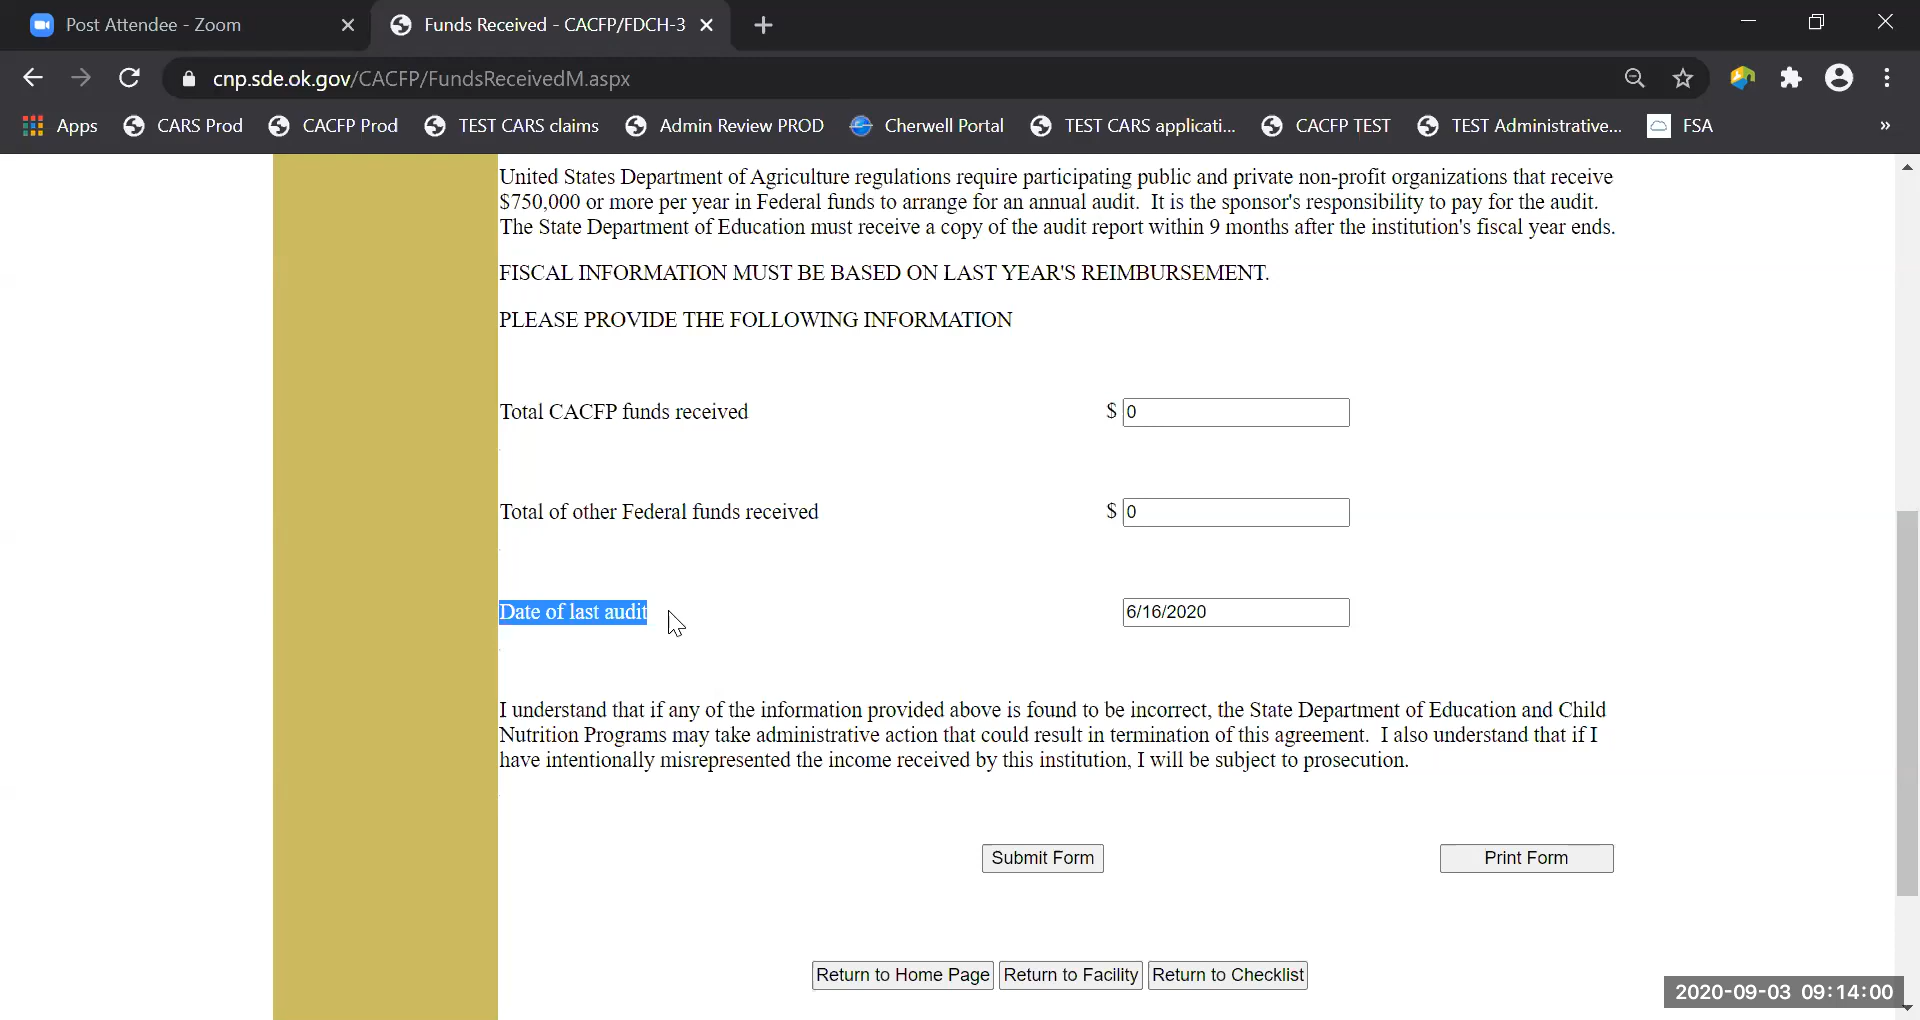 Post Attendee - Zoom
Funds Received - CACFP/FDCH-3
cnp.sde.ok.gov/CACFP/FundsReceivedM.aspx
Apps
CARS Prod
CACFP Prod
TEST CARS claims
Admin Review PROD
Cherwell Portal
TEST CARS applicati...
CACFP TEST
TEST Administrative...
FSA
United States Department of Agriculture regulations require participating public and private non-profit organizations that receive
$750,000 or more per year in Federal funds to arrange for an annual audit. It is the sponsor's responsibility to pay for the audit.
The State Department of Education must receive a copy of the audit report within 9 months after the institution's fiscal year ends.
FISCAL INFORMATION MUST BE BASED ON LAST YEAR'S REIMBURSEMENT.
PLEASE PROVIDE THE FOLLOWING INFORMATION
Total CACFP funds received $ 0
Total of other Federal funds received $ 0
Date of last audit 6/16/2020
I understand that if any of the information provided above is found to be incorrect, the State Department of Education and Child
Nutrition Programs may take administrative action that could result in termination of this agreement. I also understand that if I
have intentionally misrepresented the income received by this institution, I will be subject to prosecution.
Submit Form
Print Form
Return to Home Page
Return to Facility
Return to Checklist
2020-09-03 09:14:00